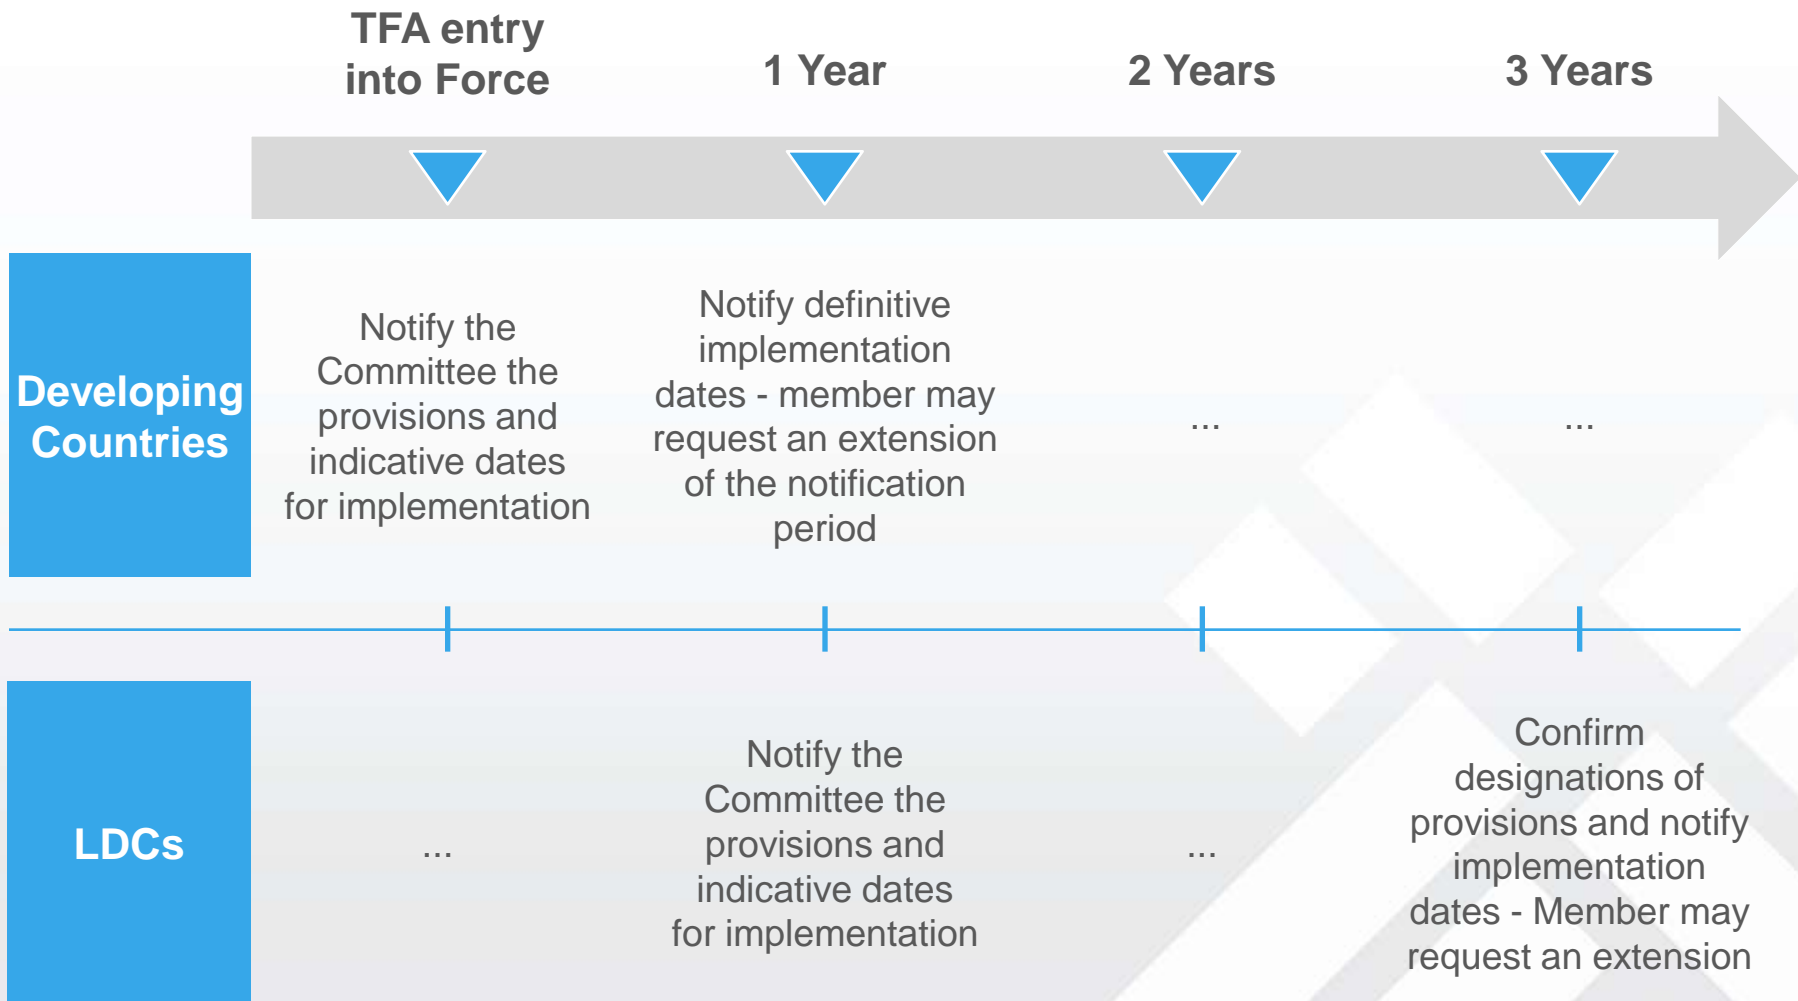 TFA entry
into Force
1 Year
2 Years
3 Years
Developing
Countries
Notify the
Committee the
provisions and
indicative dates
for implementation
Notify definitive
implementation
dates - member may
request an extension
of the notification
period
...
...
LDCs
...
Notify the
Committee the
provisions and
indicative dates
for implementation
...
Confirm
designations of
provisions and notify
implementation
dates - Member may
request an extension